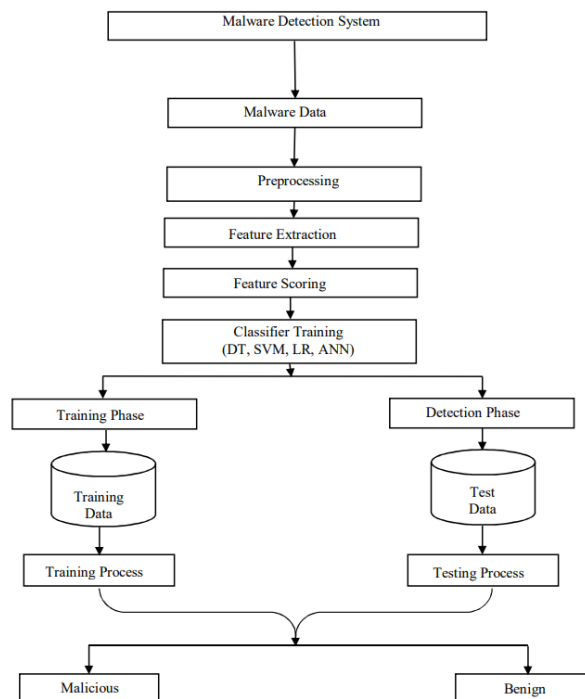 Malware Detection System
Malware Data
Preprocessing
Feature Extraction
Feature Scoring
Classifier Training
(DT, SVM, LR, ANN)
Training Phase
Detection Phase
Training
Data
Test
Data
Training Process
Testing Process
Malicious
Benign